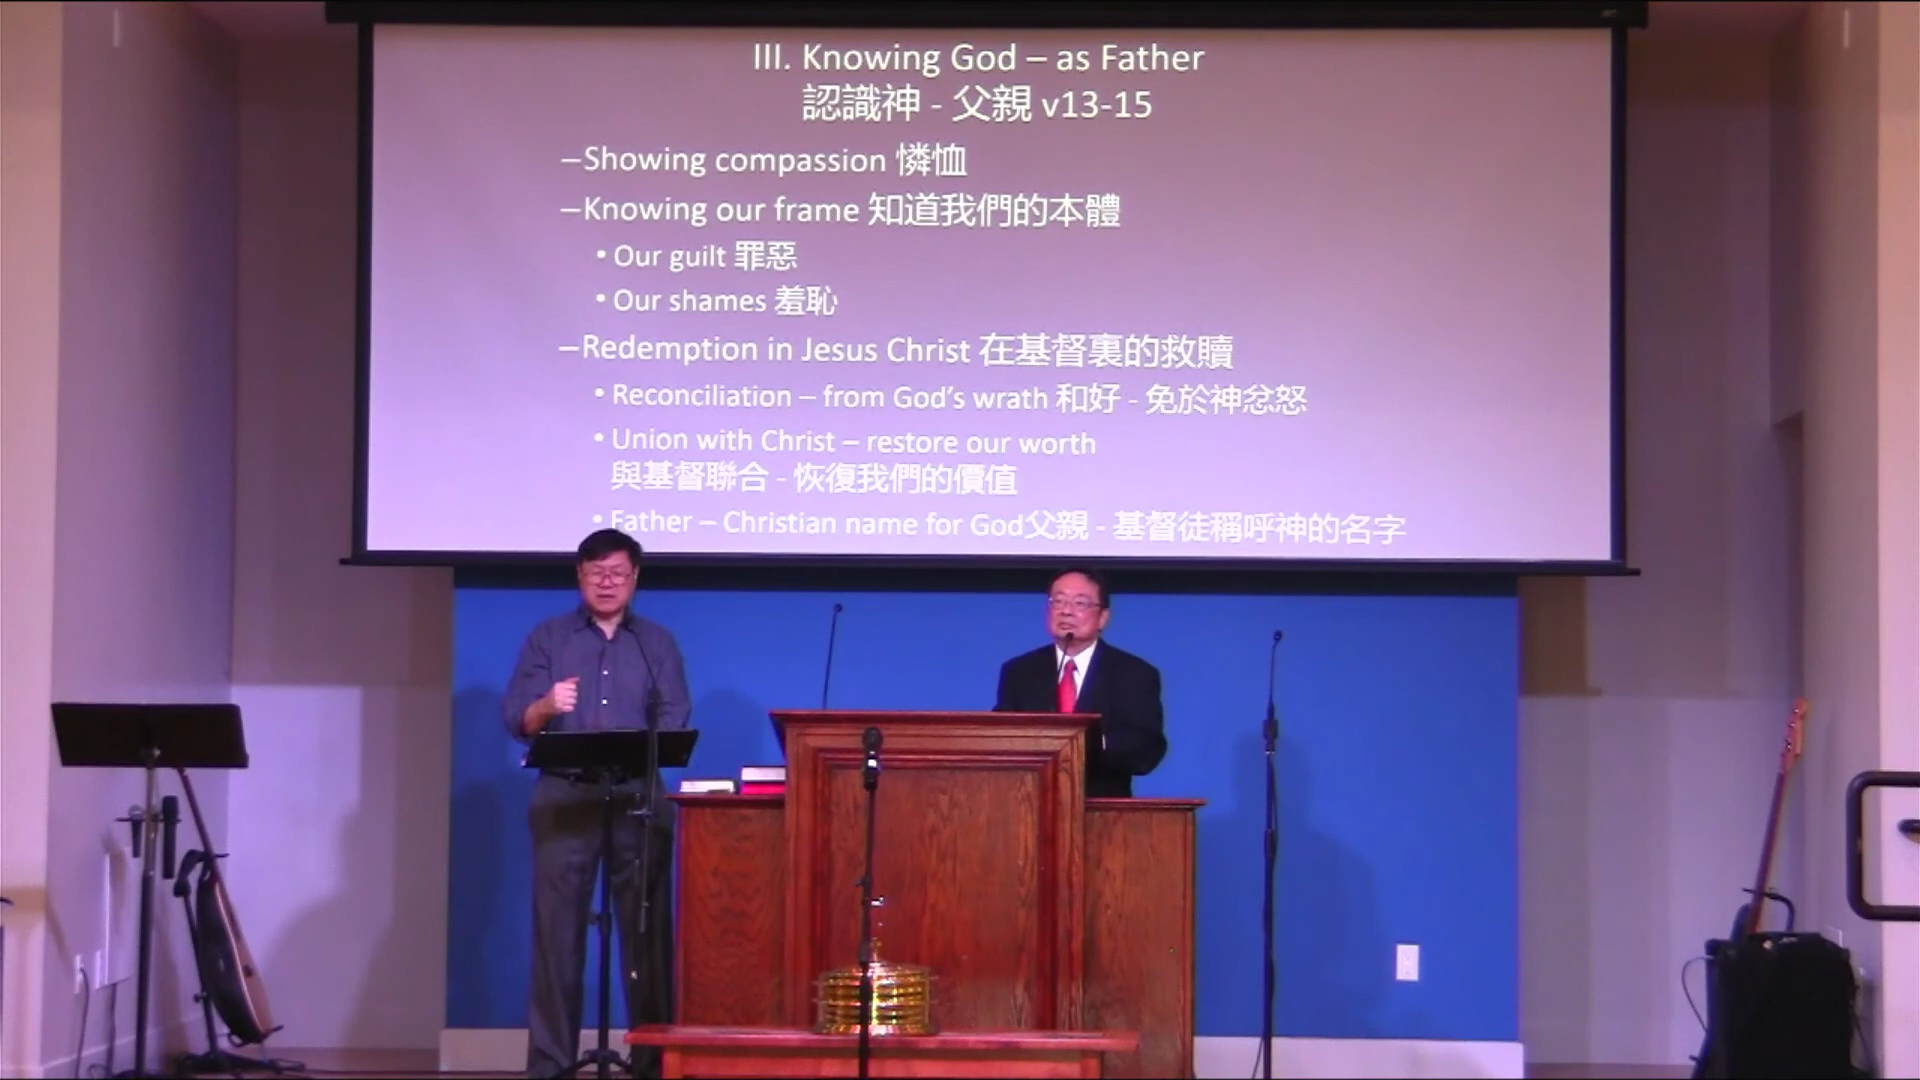 III. Knowing God – as Father
認識神 - 父親 v13-15
–Showing compassion 憐恤
–Knowing our frame 知道我們的本體
• Our guilt 罪惡
• Our shames 羞恥
–Redemption in Jesus Christ 在基督裏的救贖
• Reconciliation – from God's wrath 和好 - 免於神忿怒
• Union with Christ – restore our worth
與基督聯合 - 恢復我們的價值
• Father – Christian name for God父親 - 基督徒稱呼神的名字